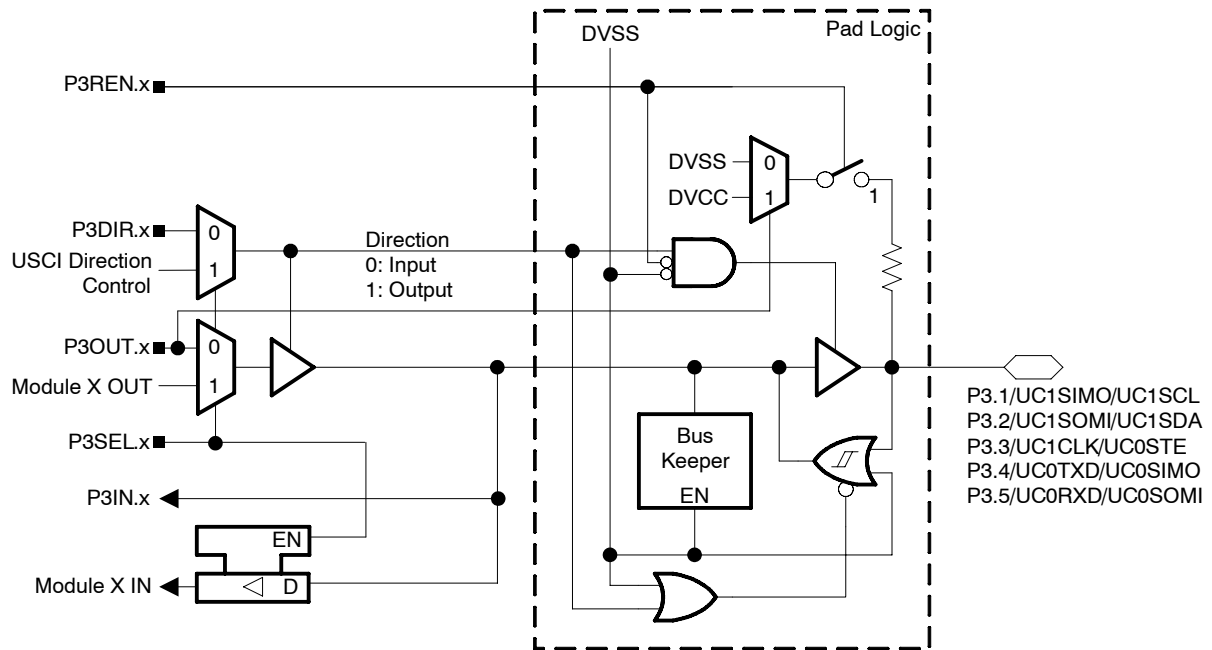 DVSS
Pad Logic
P3REN.x
DVSS
0
DVCC
1
1
P3DIR.x
0
USCI Direction
Control
1
Direction
0: Input
1: Output
P3OUT.x
0
Module X OUT
1
P3SEL.x
Bus
Keeper
EN
P3.1/UC1SIMO/UC1SCL
P3.2/UC1SOMI/UC1SDA
P3.3/UC1CLK/UC0STE
P3.4/UC0TXD/UC0SIMO
P3.5/UC0RXD/UC0SOMI
P3IN.x
EN
Module X IN
D